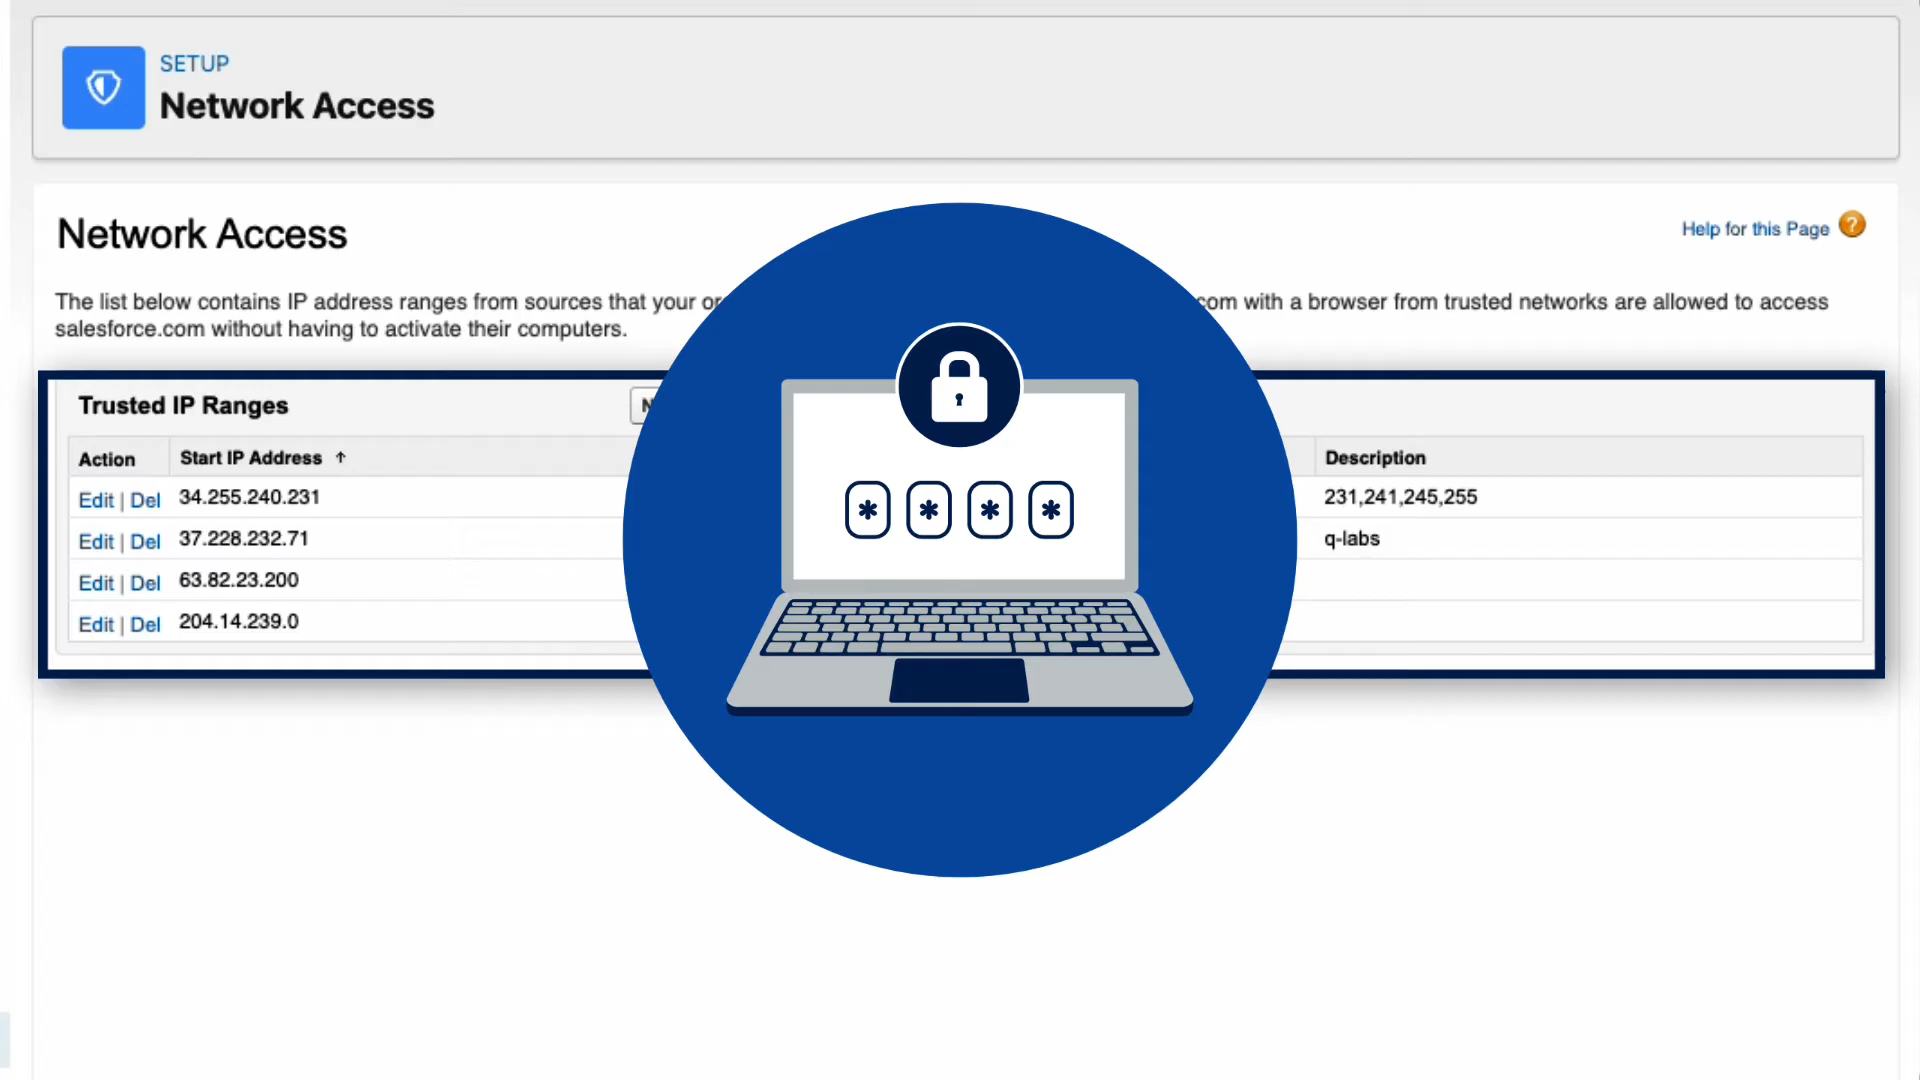 SETUP
Network Access
Network Access
Help for this Page ?
The list below contains IP address ranges from sources that your com with a browser from trusted networks are allowed to access
salesforce.com without having to activate their computers.
Trusted IP Ranges
Action Start IP Address ↑ Description
Edit | Del 34.255.240.231 231,241,245,255
Edit | Del 37.228.232.71 q-labs
Edit | Del 63.82.23.200
Edit | Del 204.14.239.0
* * * *